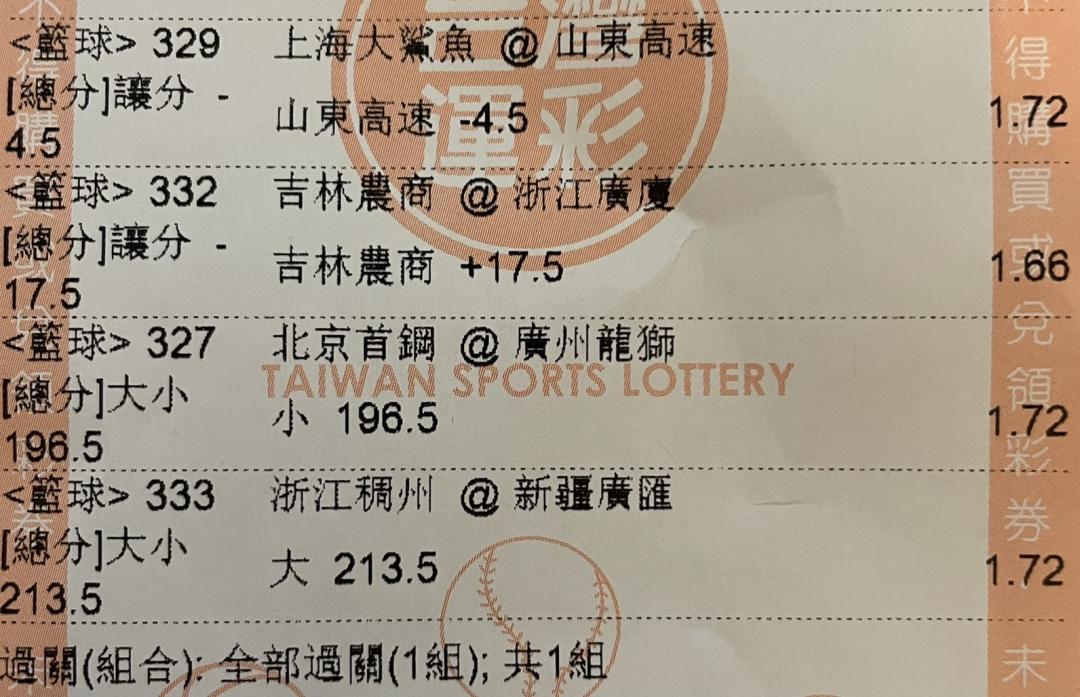 <籃球> 329 上海大鯊魚 @ 山東高速
[總分]讓分 -4.5 山東高速 -4.5 1.72
<籃球> 332 吉林農商 @ 浙江廣廈
[總分]讓分 -17.5 吉林農商 +17.5 1.66
<籃球> 327 北京首鋼 @ 廣州龍獅
TAIWAN SPORTS LOTTERY
[總分]大小 196.5 小 196.5 1.72
<籃球> 333 浙江稠州 @ 新疆廣匯
[總分]大小 213.5 大 213.5 1.72
過關(組合): 全部過關(1組); 共1組
得購買或兌領彩券 未
運彩